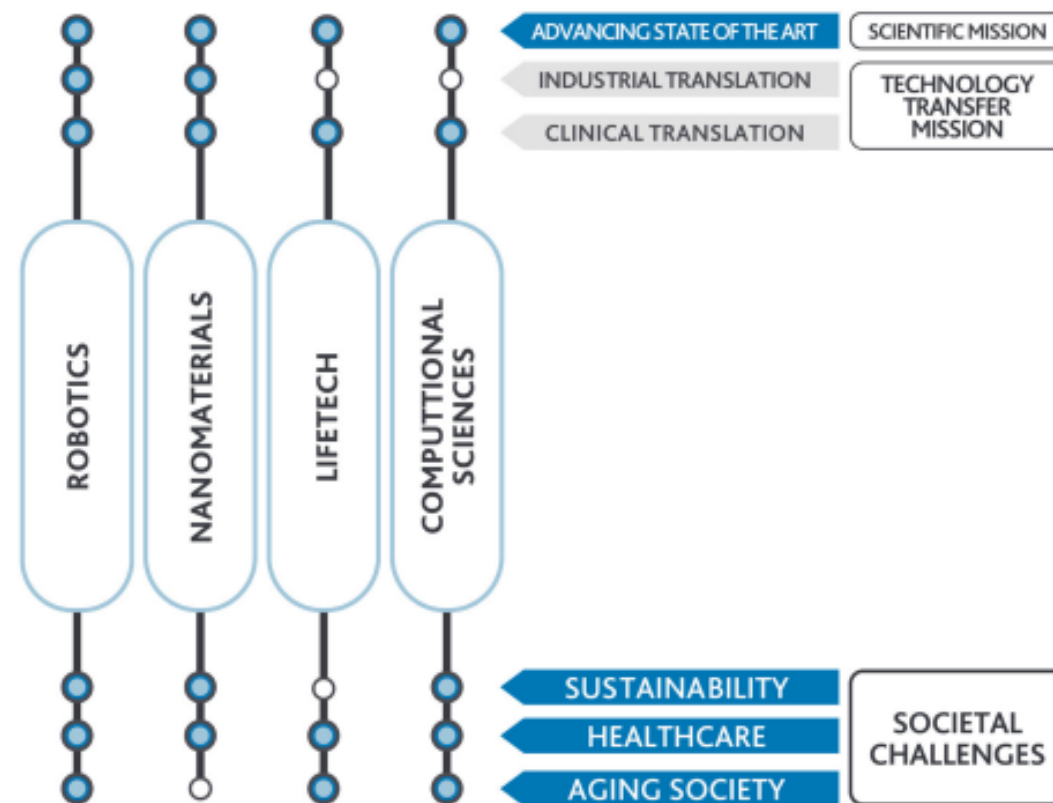 ADVANCING STATE OF THE ART
SCIENTIFIC MISSION
INDUSTRIAL TRANSLATION
CLINICAL TRANSLATION
TECHNOLOGY
TRANSFER
MISSION
ROBOTICS
NANOMATERIALS
LIFETECH
COMPUTTIONAL
SCIENCES
SUSTAINABILITY
HEALTHCARE
AGING SOCIETY
SOCIETAL
CHALLENGES